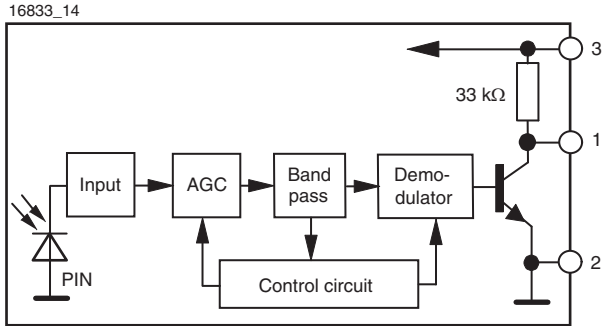 16833_14
3
33 kΩ
1
Input
AGC
Band
pass
Demo-
dulator
PIN
Control circuit
2